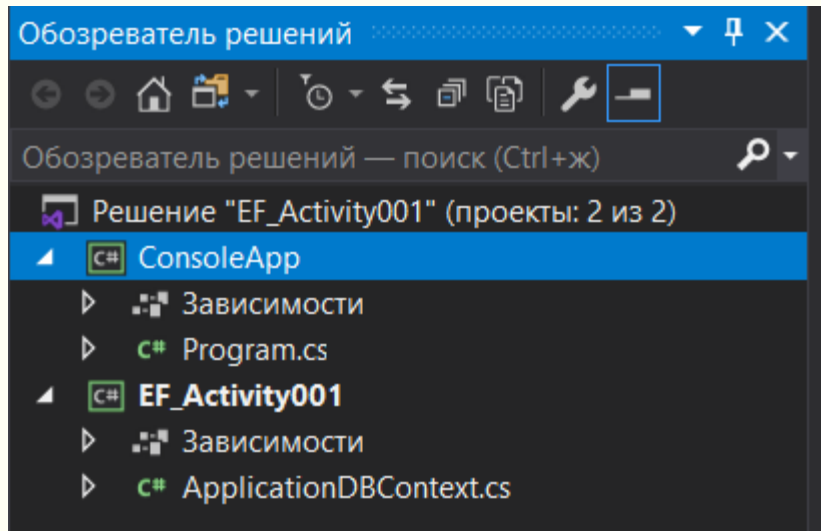 Обозреватель решений
Обозреватель решений — поиск (Ctrl+ж)
Решение "EF_Activity001" (проекты: 2 из 2)
C# ConsoleApp
Зависимости
C# Program.cs
C# EF_Activity001
Зависимости
C# ApplicationDBContext.cs